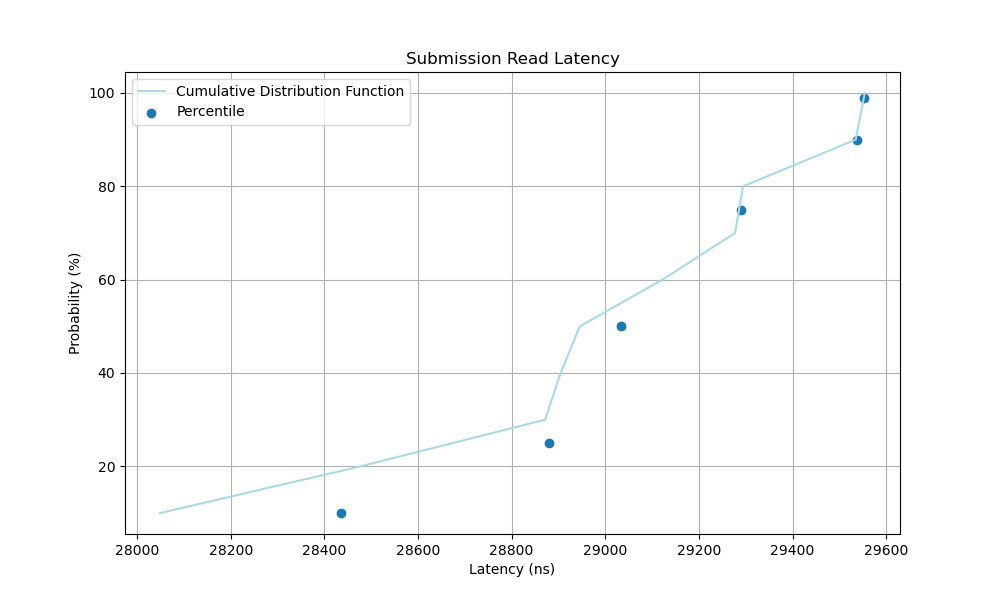 Submission Read Latency
Cumulative Distribution Function
Percentile
100
80
60
40
20
Probability (%)
28000 28200 28400 28600 28800 29000 29200 29400 29600
Latency (ns)